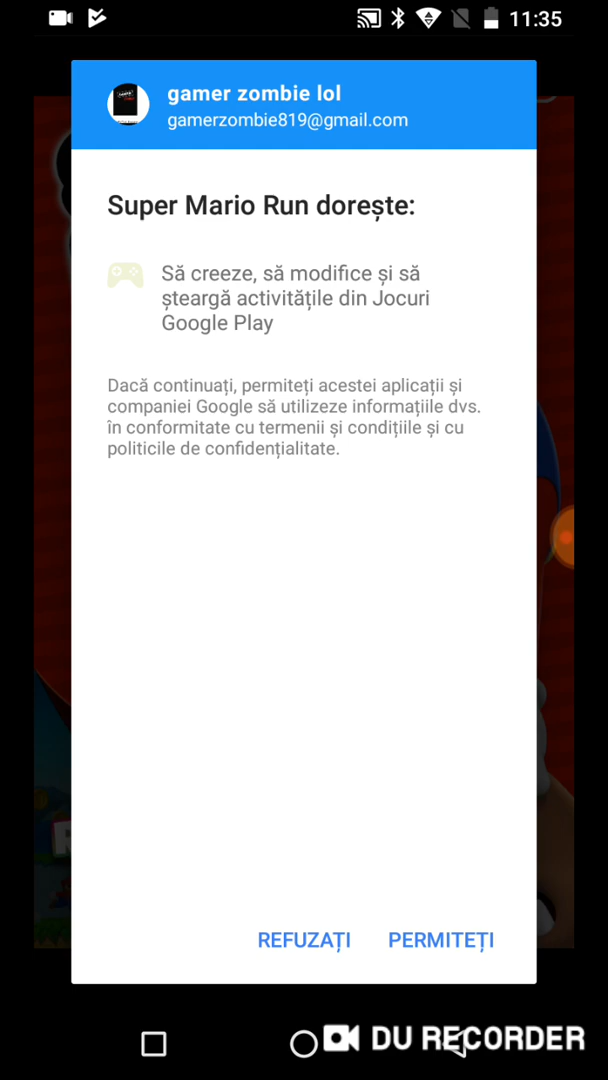 11:35
gamer zombie lol
gamerzombie819@gmail.com
Super Mario Run dorește:
Să creeze, să modifice și să
șteargă activitățile din Jocuri
Google Play
Dacă continuați, permiteți acestei aplicații și
companiei Google să utilizeze informațiile dvs.
în conformitate cu termenii și condițiile și cu
politicile de confidențialitate.
REFUZAȚI PERMITEȚI
DU RECORDER